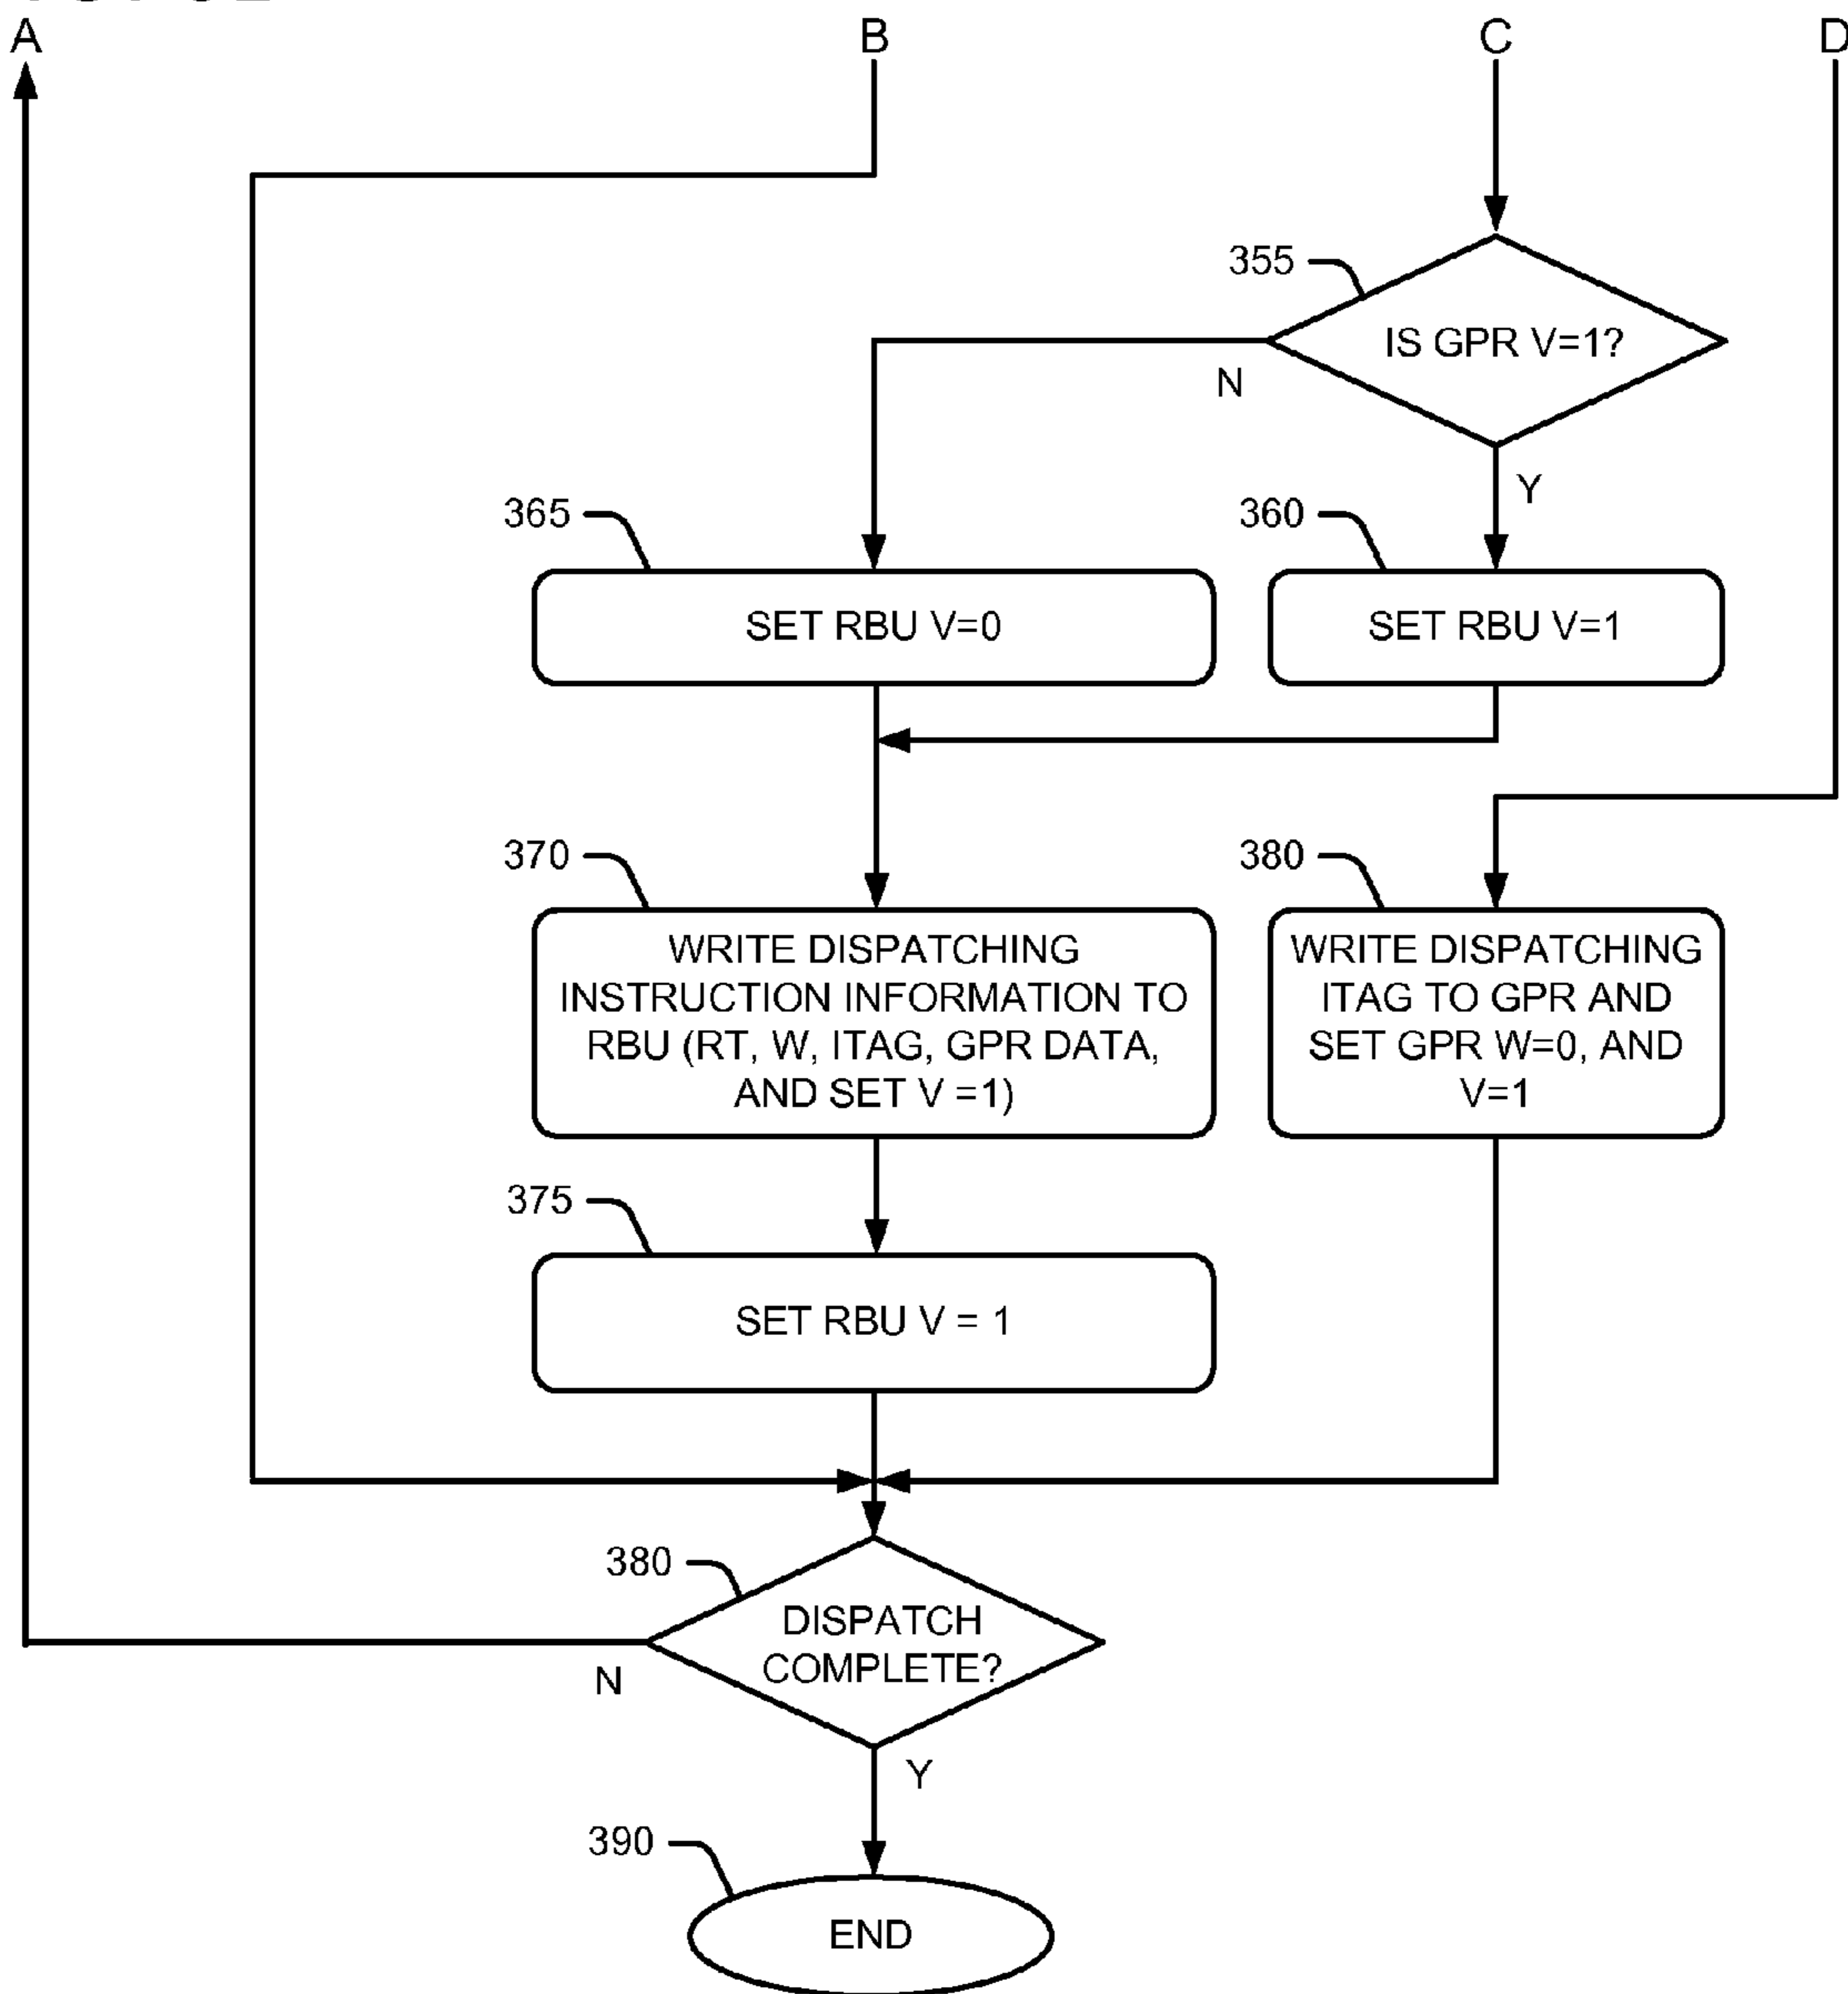 A
B
C
D
355
IS GPR V=1?
N
Y
365
360
SET RBU V=0
SET RBU V=1
370
380
WRITE DISPATCHING
INSTRUCTION INFORMATION TO
RBU (RT, W, ITAG, GPR DATA,
AND SET V =1)
WRITE DISPATCHING
ITAG TO GPR AND
SET GPR W=0, AND
V=1
375
SET RBU V = 1
380
DISPATCH
COMPLETE?
N
Y
390
END